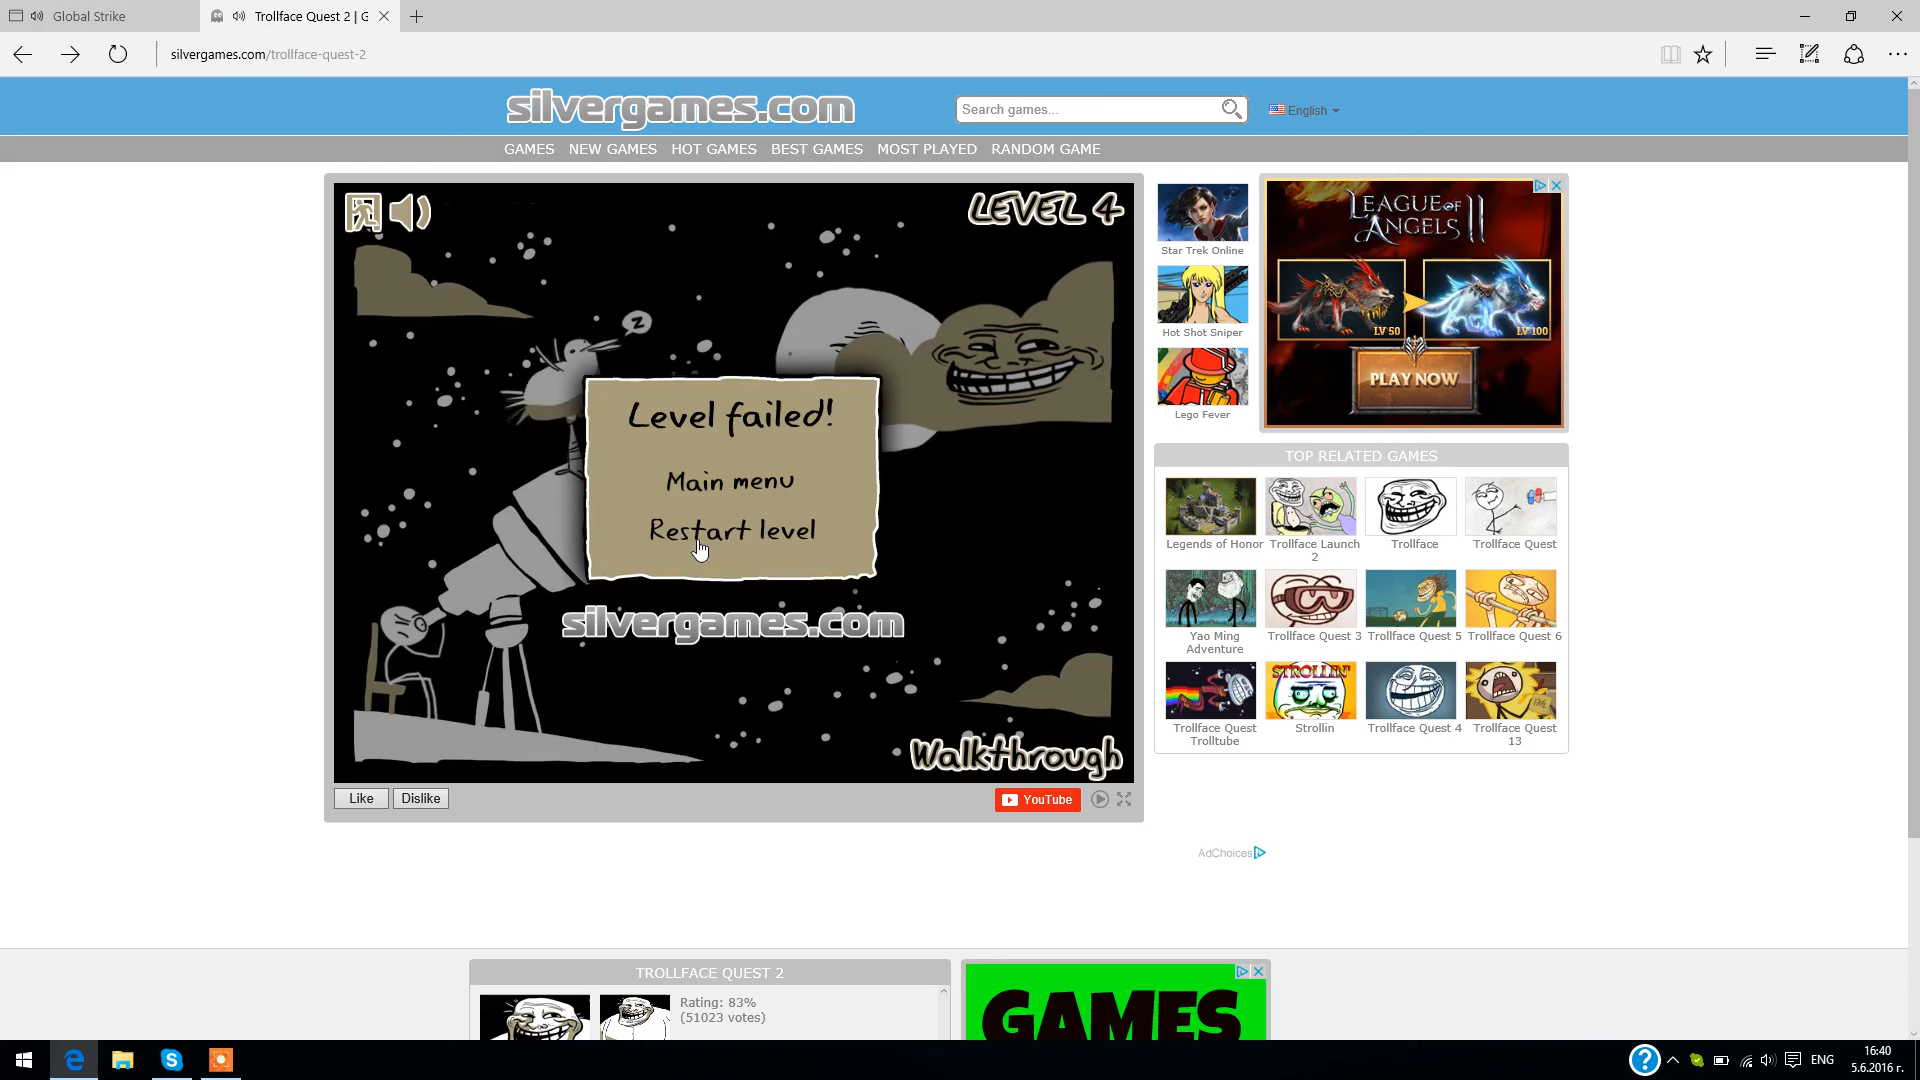 Global Strike
Trollface Quest 2 | G
silvergames.com/trollface-quest-2
silvergames.com
Search games...
English
GAMES NEW GAMES HOT GAMES BEST GAMES MOST PLAYED RANDOM GAME
LEVEL 4
z
Level failed!
Main menu
Restart level
silvergames.com
Walkthrough
Like Dislike
YouTube
Star Trek Online
Hot Shot Sniper
Lego Fever
LEAGUE OF
ANGELS II
LV 50
LV 100
PLAY NOW
TOP RELATED GAMES
Legends of Honor
Trollface Launch
2
Trollface
Trollface Quest
Yao Ming
Adventure
Trollface Quest 3
Trollface Quest 5
Trollface Quest 6
STROLLIN'
Trollface Quest
Trolltube
Strollin
Trollface Quest 4
Trollface Quest
13
AdChoices
TROLLFACE QUEST 2
Rating: 83%
(51023 votes)
GAMES
ENG
16:40
5.6.2016 г.